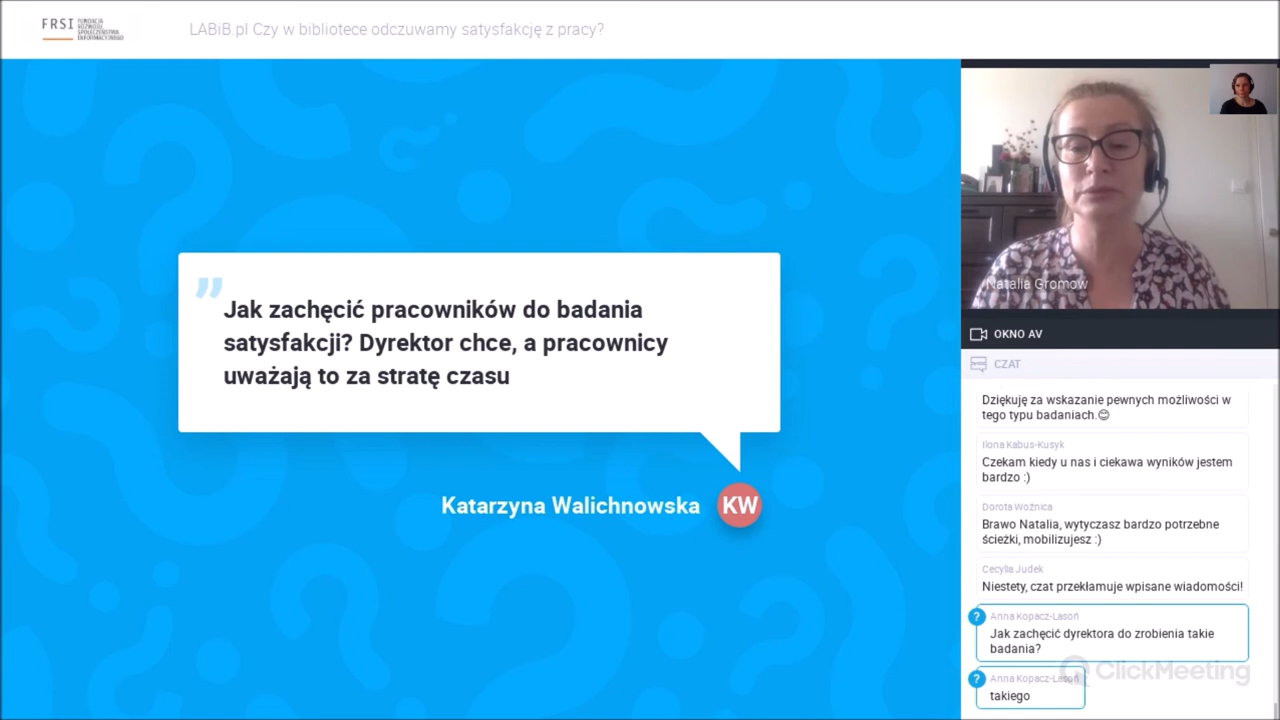 FRSI
FUNDACJA
ROZWOJU
SPOŁECZEŃSTWA
INFORMACYJNEGO
LABiB.pl Czy w bibliotece odczuwamy satysfakcję z pracy?
”
Jak zachęcić pracowników do badania
satysfakcji? Dyrektor chce, a pracownicy
uważają to za stratę czasu
Katarzyna Walichnowska
KW
Natalia Gromow
OKNO AV
CZAT
Dziękuję za wskazanie pewnych możliwości w
tego typu badaniach.😊
Ilona Kabus-Kusyk
Czekam kiedy u nas i ciekawa wyników jestem
bardzo :)
Dorota Woźnica
Brawo Natalia, wytyczasz bardzo potrzebne
ścieżki, mobilizujesz :)
Cecylia Judek
Niestety, czat przekłamuje wpisane wiadomości!
?
Anna Kopacz-Lasoń
Jak zachęcić dyrektora do zrobienia takie
badania?
?
Anna Kopacz-Lasoń
takiego
ClickMeeting